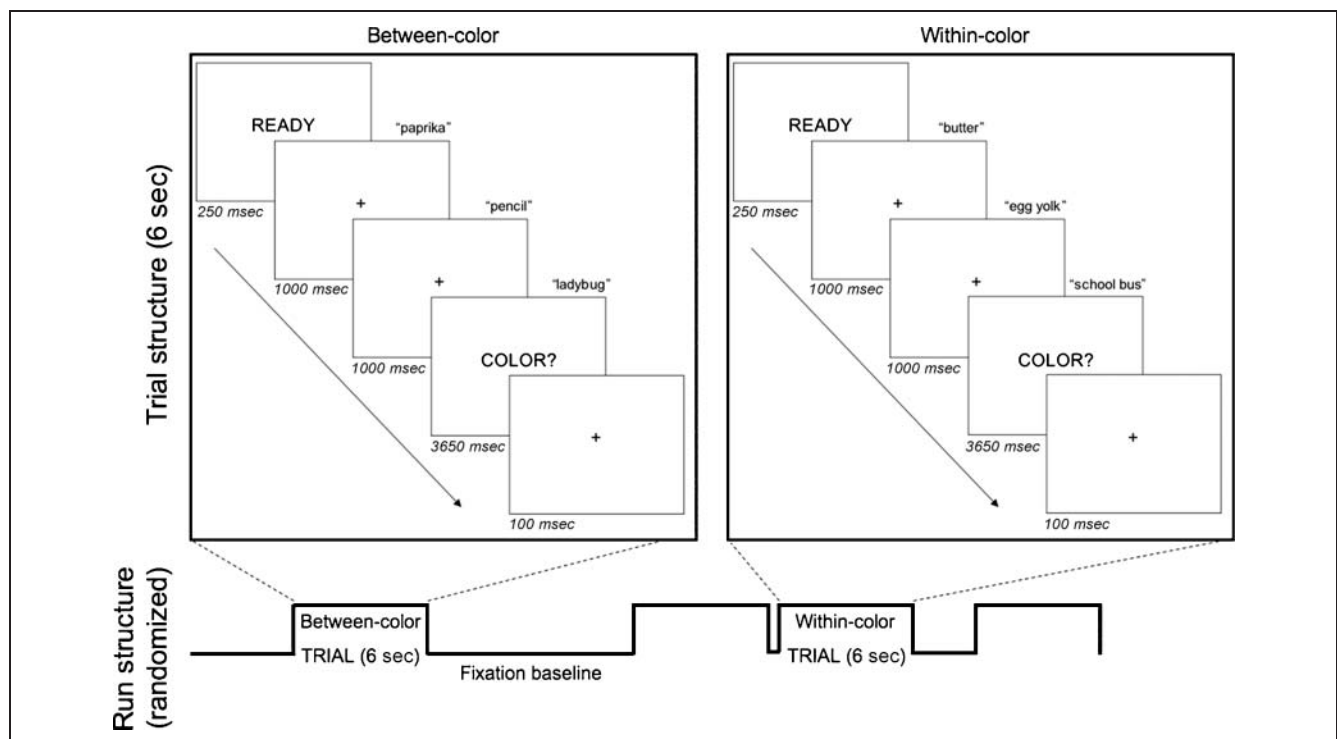 Between-color
Within-color
Trial structure (6 sec)
READY
250 msec
“paprika”
+
1000 msec
“pencil”
+
1000 msec
“ladybug”
COLOR?
3650 msec
+
100 msec
READY
250 msec
“butter”
+
1000 msec
“egg yolk”
+
1000 msec
“school bus”
COLOR?
3650 msec
+
100 msec
Run structure
(randomized)
Between-color
TRIAL (6 sec)
Fixation baseline
Within-color
TRIAL (6 sec)